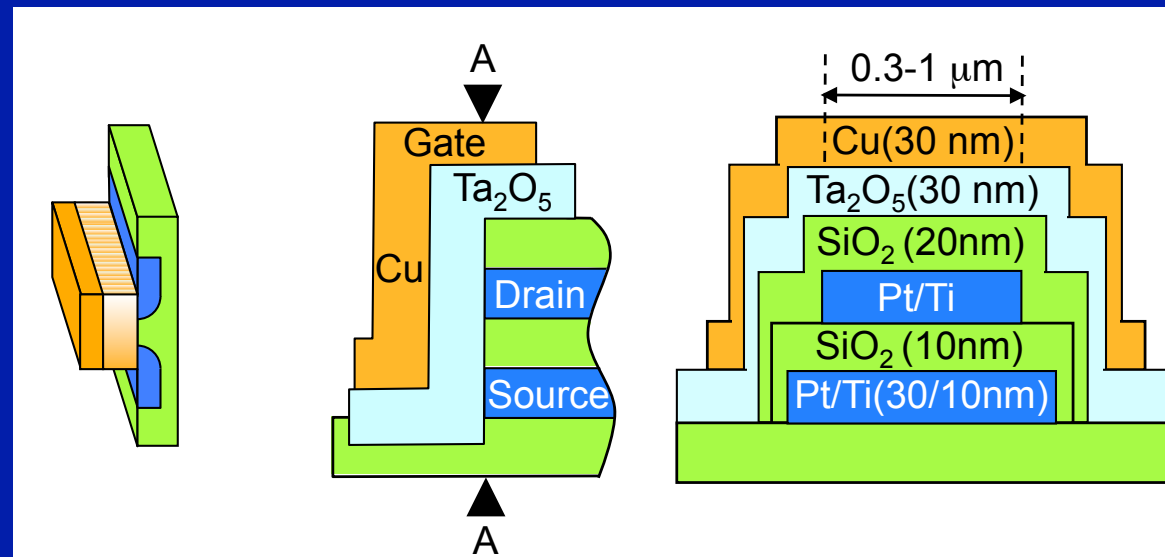 A
Gate
Ta₂O₅
Cu
Drain
Source
A
0.3-1 μm
Cu(30 nm)
Ta₂O₅(30 nm)
SiO₂ (20nm)
Pt/Ti
SiO₂ (10nm)
Pt/Ti(30/10nm)